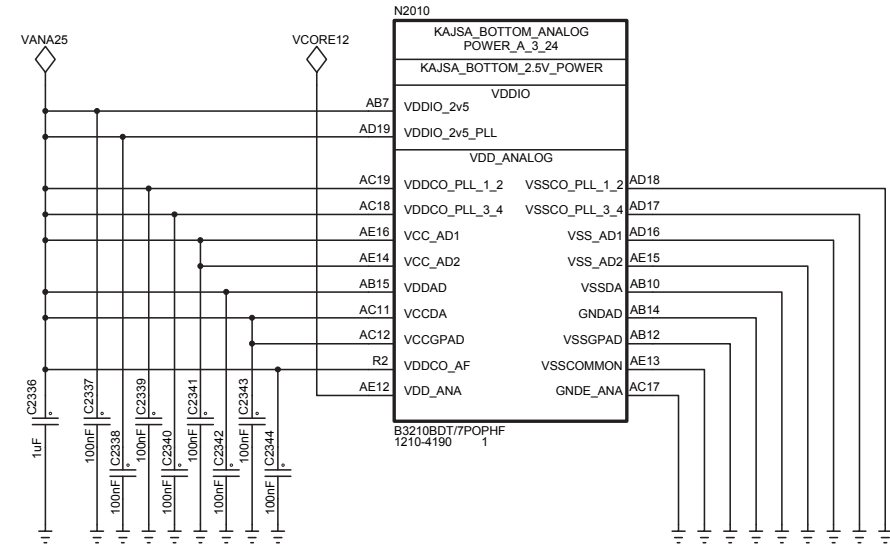 N2010
VANA25
VCORE12
KAJSA_BOTTOM_ANALOG
POWER_A_3_24
KAJSA_BOTTOM_2.5V_POWER
VDDIO
AB7 VDDIO_2v5
AD19 VDDIO_2v5_PLL
VDD_ANALOG
AC19 VDDCO_PLL_1_2 VSSCO_PLL_1_2 AD18
AC18 VDDCO_PLL_3_4 VSSCO_PLL_3_4 AD17
AE16 VCC_AD1 VSS_AD1 AD16
AE14 VCC_AD2 VSS_AD2 AE15
AB15 VDDAD VSSDA AB10
AC11 VCCDA GNDAD AB14
AC12 VCCGPAD VSSGPAD AB12
R2 VDDCO_AF VSSCOMMON AE13
AE12 VDD_ANA GNDE_ANA AC17
B3210BDT/7POPHF
1210-4190 1
C2336
1uF
C2337
100nF
C2338
100nF
C2339
100nF
C2340
100nF
C2341
100nF
C2342
100nF
C2343
100nF
C2344
100nF